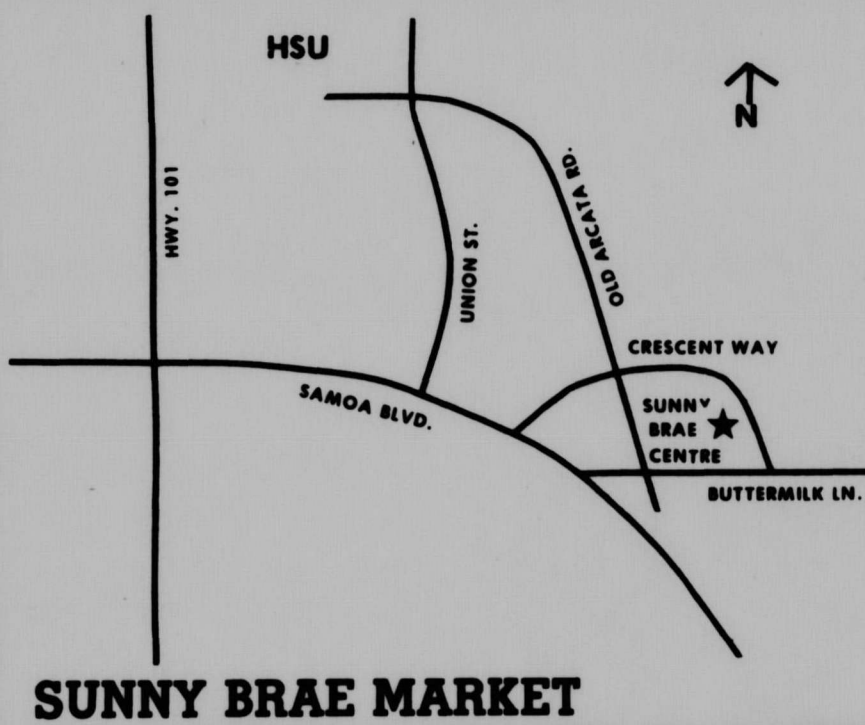 HSU
N
HWY. 101
UNION ST.
OLD ARCATA RD.
CRESCENT WAY
SAMOA BLVD.
SUNNY
BRAE
CENTRE
BUTTERMILK LN.
SUNNY BRAE MARKET